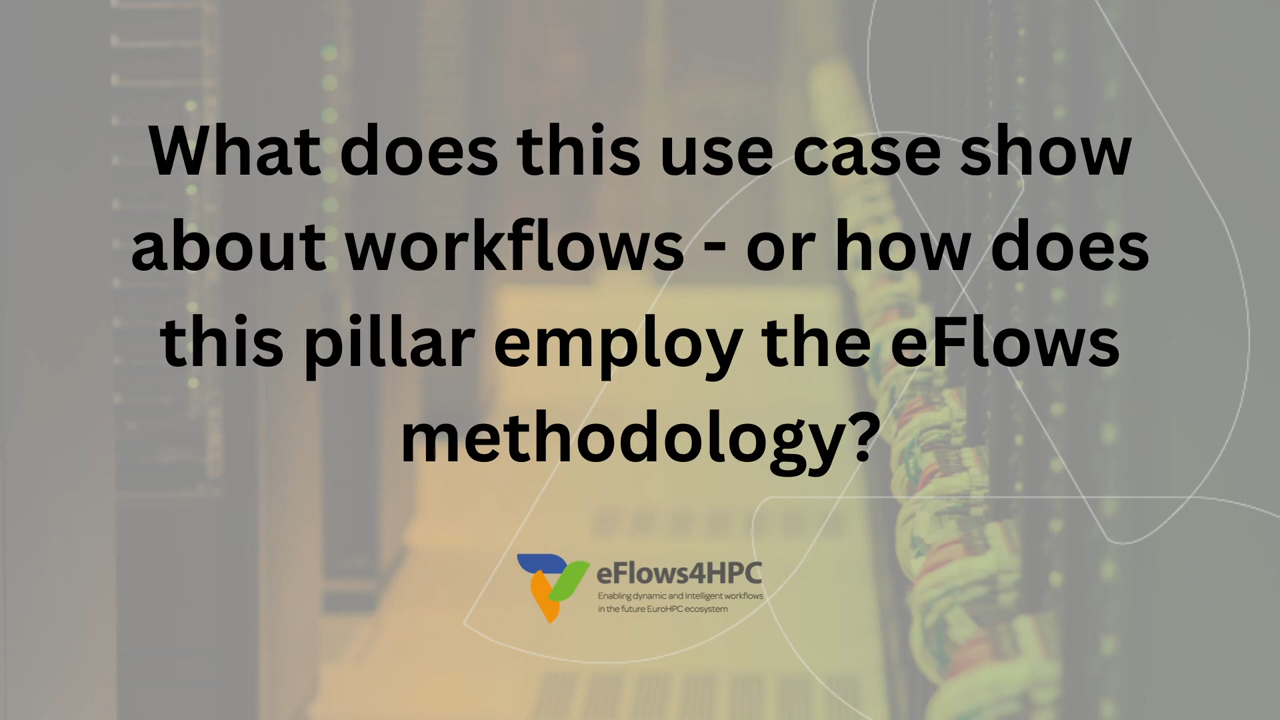 What does this use case show
about workflows - or how does
this pillar employ the eFlows
methodology?
eFlows4HPC
Enabling dynamic and Intelligent workflows
in the future EuroHPC ecosystem